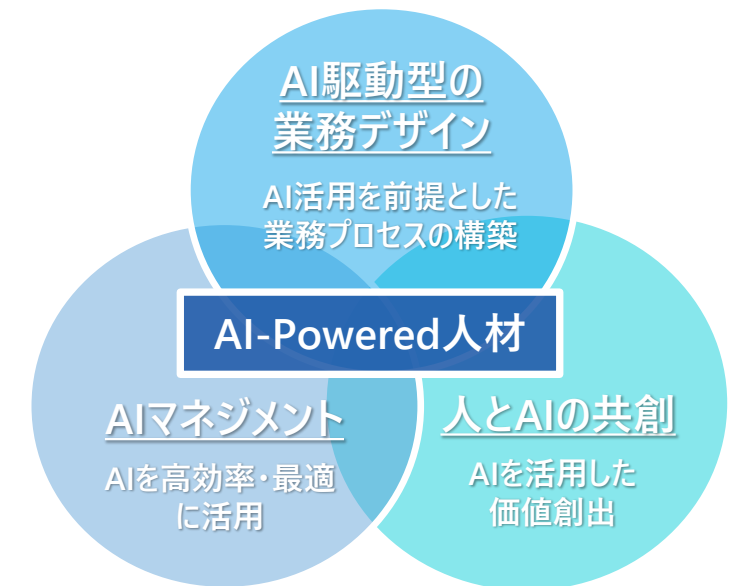 AI駆動型の
業務デザイン
AI活用を前提とした
業務プロセスの構築
AI-Powered人材
AIマネジメント
AIを高効率・最適
に活用
人とAIの共創
AIを活用した
価値創出